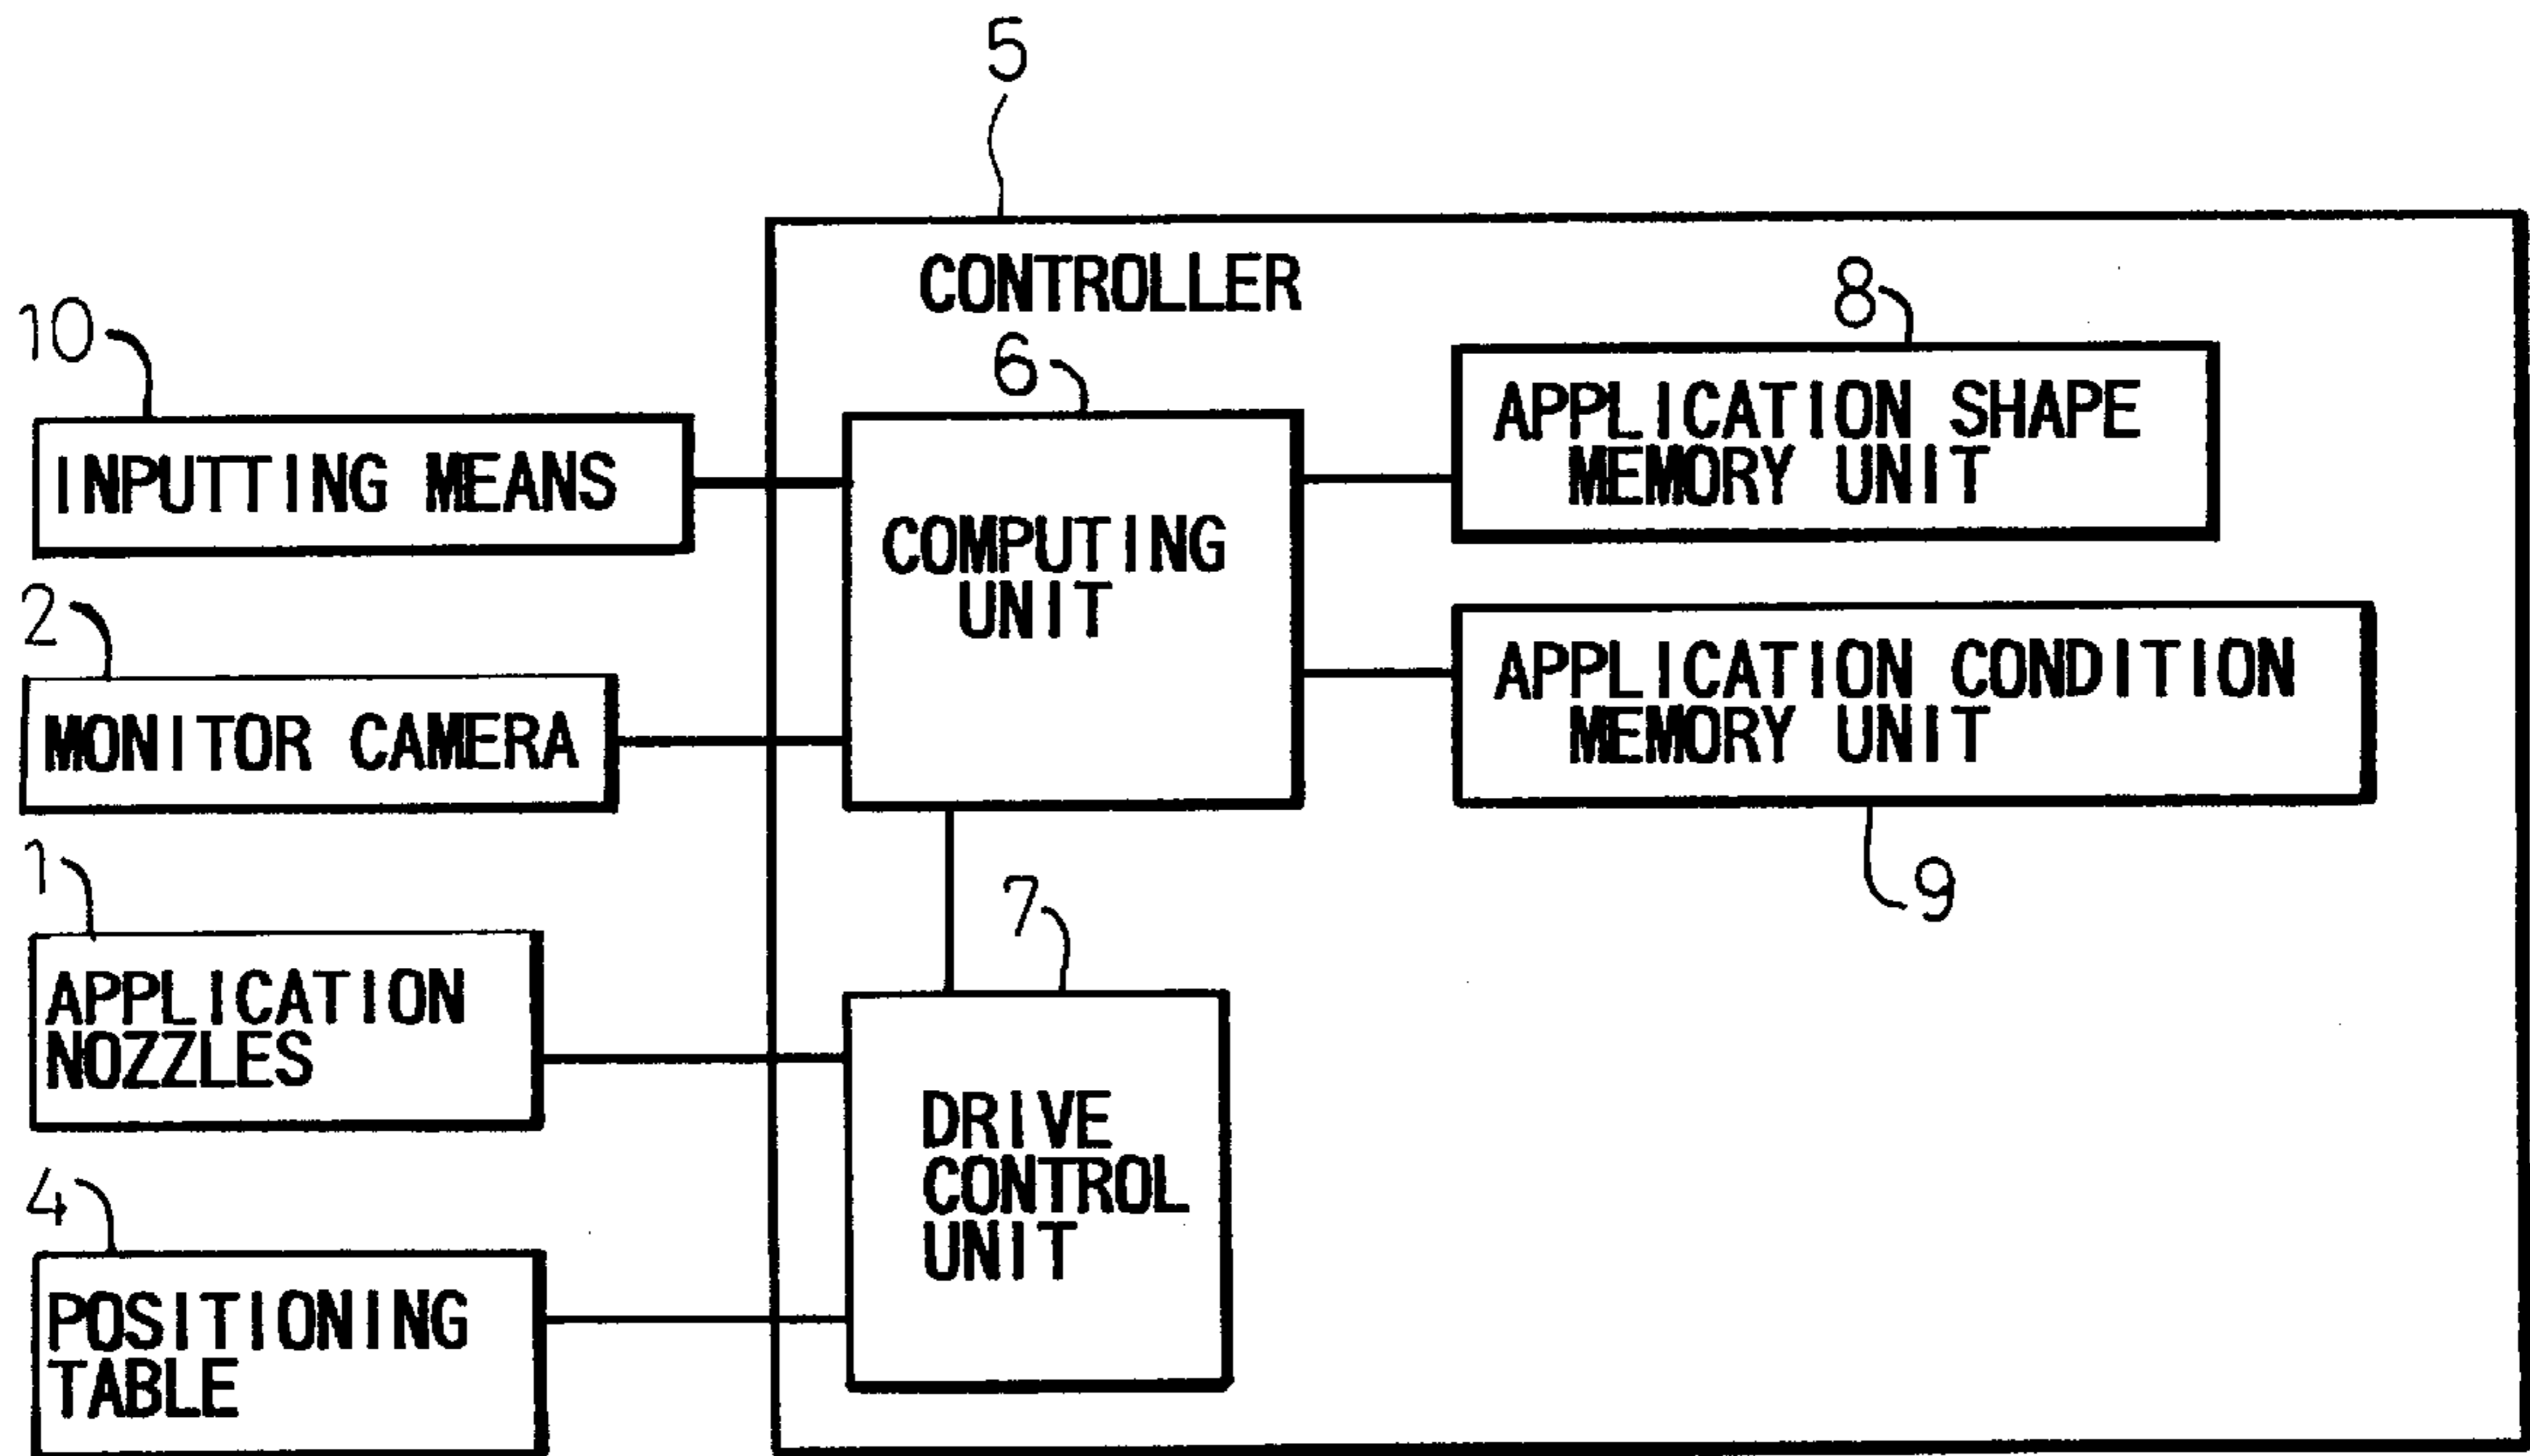 5
CONTROLLER
10
INPUTTING MEANS
6
COMPUTING
UNIT
8
APPLICATION SHAPE
MEMORY UNIT
2
MONITOR CAMERA
APPLICATION CONDITION
MEMORY UNIT
9
1
APPLICATION
NOZZLES
7
DRIVE
CONTROL
UNIT
4
POSITIONING
TABLE